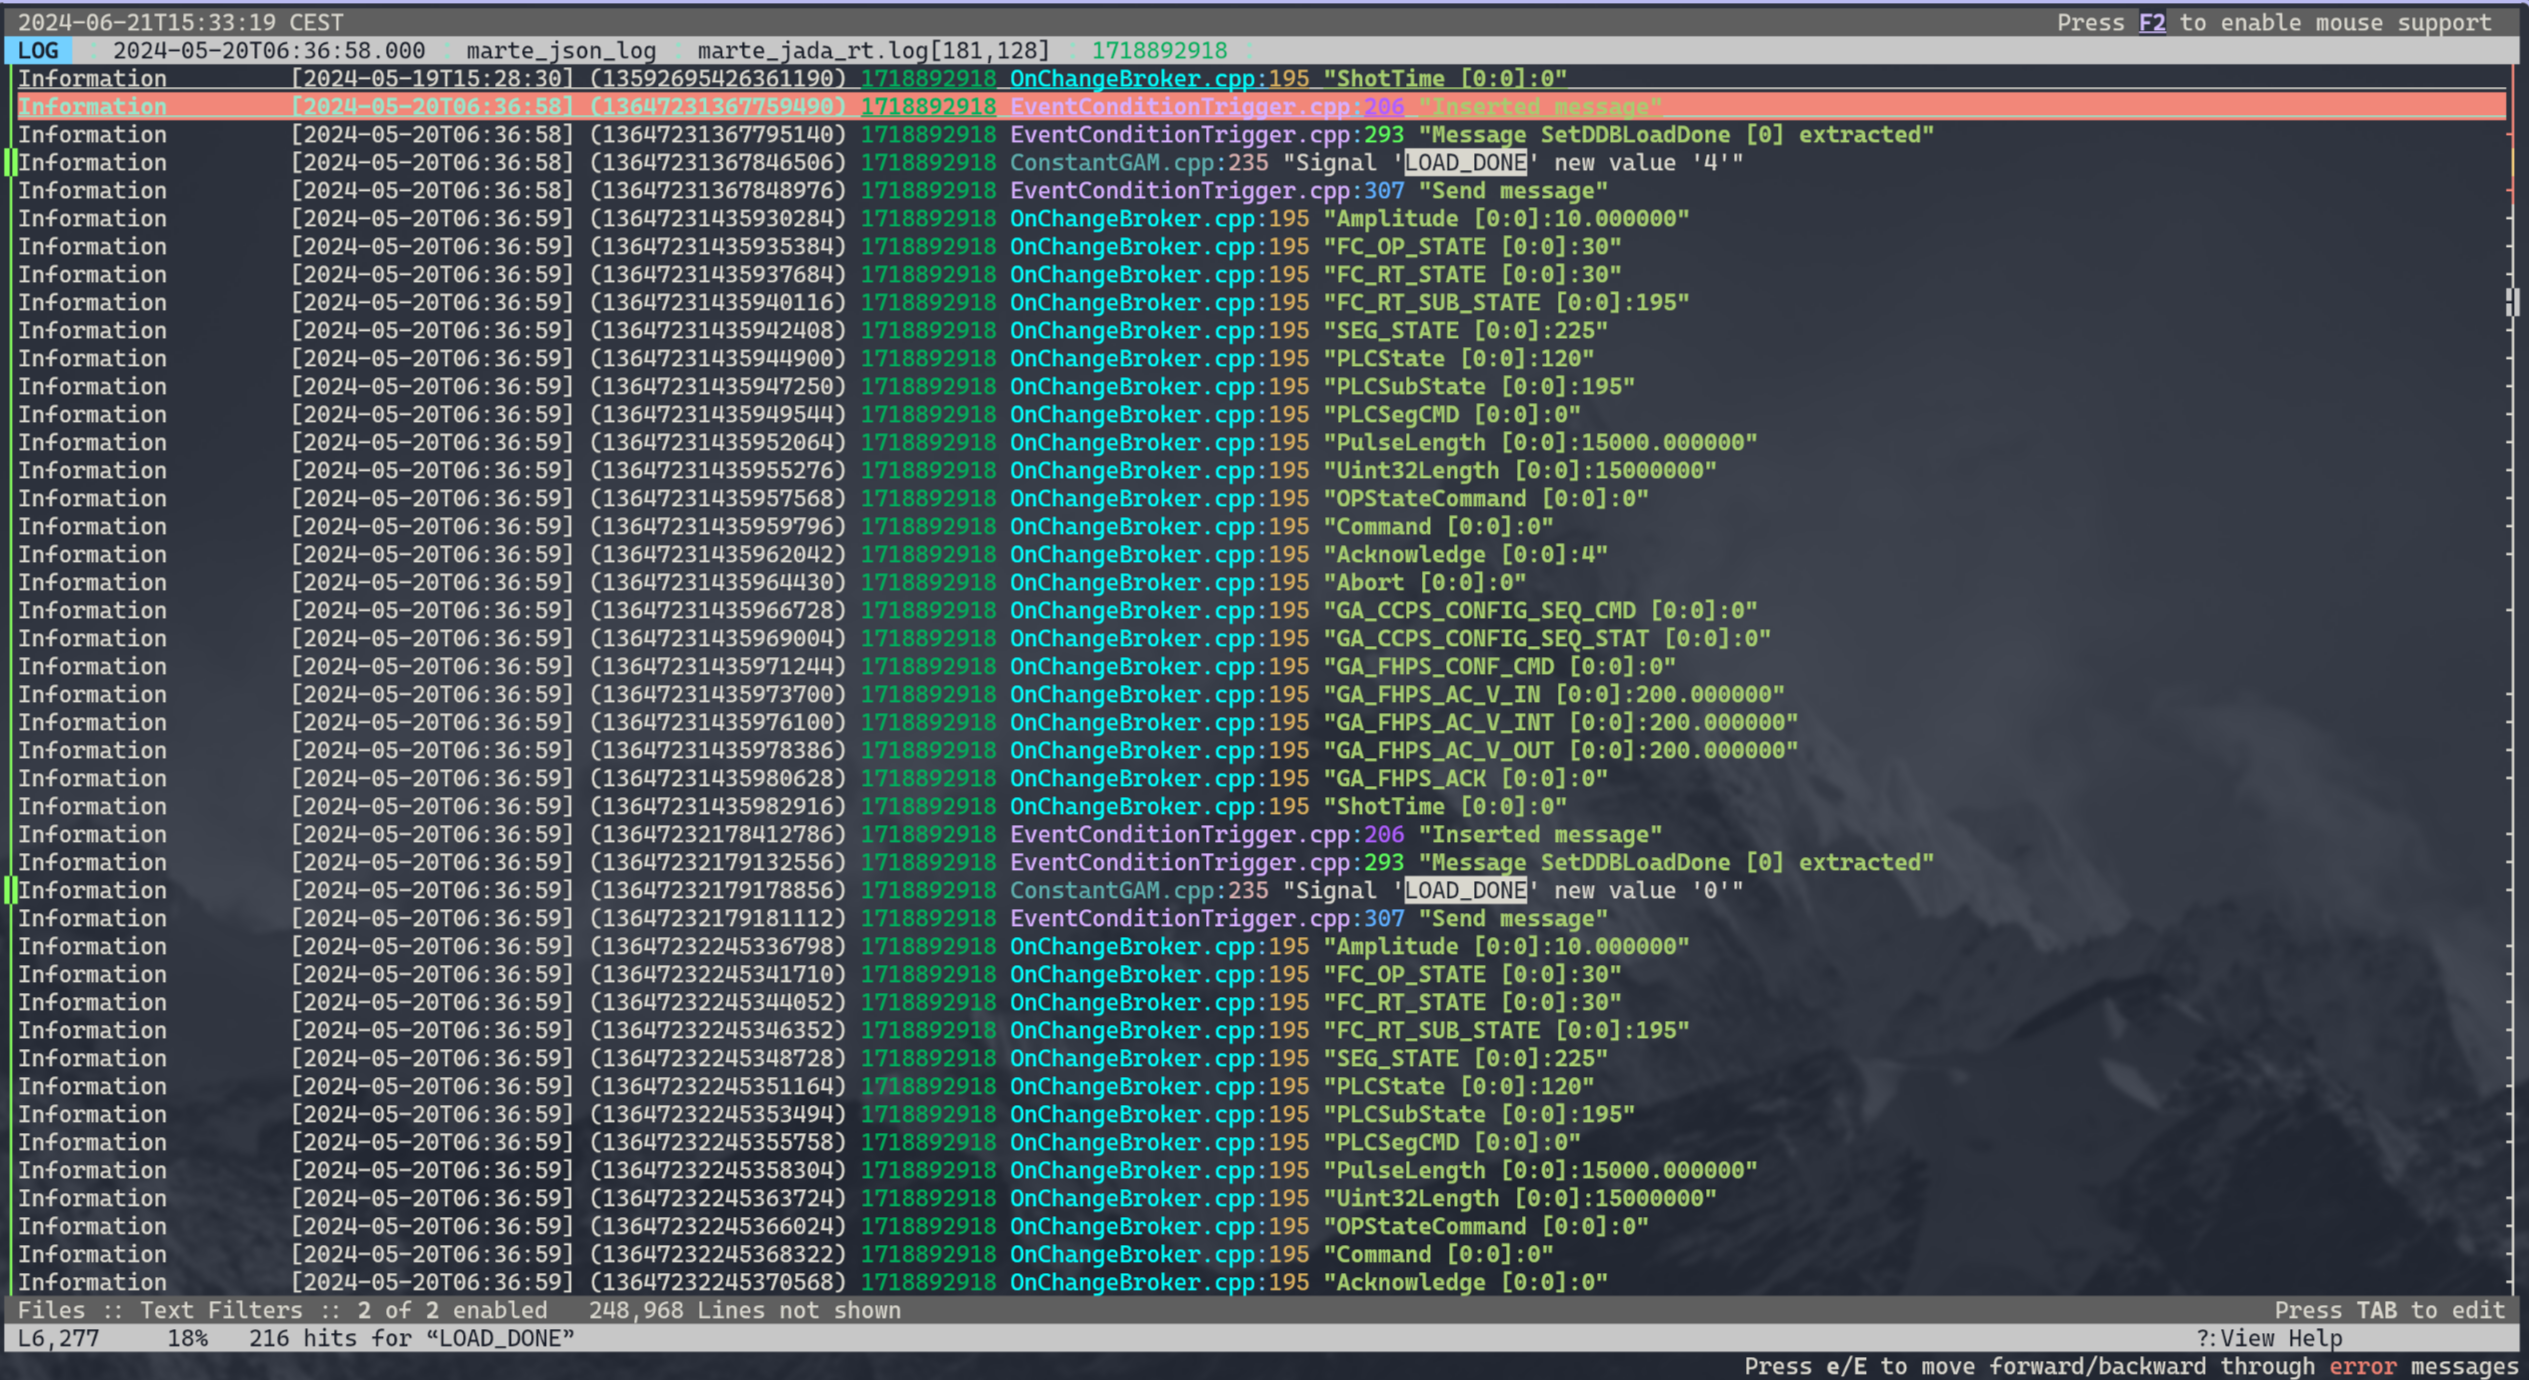 2024-06-21T15:33:19 CEST Press F2 to enable mouse support
LOG : 2024-05-20T06:36:58.000 : marte_json_log : marte_jada_rt.log[181,128] : 1718892918 :
Information [2024-05-19T15:28:30] (13592695426361190) 1718892918 OnChangeBroker.cpp:195 "ShotTime [0:0]:0"
Information [2024-05-20T06:36:58] (13647231367759490) 1718892918 EventConditionTrigger.cpp:206 "Inserted message"
Information [2024-05-20T06:36:58] (13647231367795140) 1718892918 EventConditionTrigger.cpp:293 "Message SetDDBLoadDone [0] extracted"
Information [2024-05-20T06:36:58] (13647231367846506) 1718892918 ConstantGAM.cpp:235 "Signal 'LOAD_DONE' new value '4'"
Information [2024-05-20T06:36:58] (13647231367848976) 1718892918 EventConditionTrigger.cpp:307 "Send message"
Information [2024-05-20T06:36:59] (13647231435930284) 1718892918 OnChangeBroker.cpp:195 "Amplitude [0:0]:10.000000"
Information [2024-05-20T06:36:59] (13647231435935384) 1718892918 OnChangeBroker.cpp:195 "FC_OP_STATE [0:0]:30"
Information [2024-05-20T06:36:59] (13647231435937684) 1718892918 OnChangeBroker.cpp:195 "FC_RT_STATE [0:0]:30"
Information [2024-05-20T06:36:59] (13647231435940116) 1718892918 OnChangeBroker.cpp:195 "FC_RT_SUB_STATE [0:0]:195"
Information [2024-05-20T06:36:59] (13647231435942408) 1718892918 OnChangeBroker.cpp:195 "SEG_STATE [0:0]:225"
Information [2024-05-20T06:36:59] (13647231435944900) 1718892918 OnChangeBroker.cpp:195 "PLCState [0:0]:120"
Information [2024-05-20T06:36:59] (13647231435947250) 1718892918 OnChangeBroker.cpp:195 "PLCSubState [0:0]:195"
Information [2024-05-20T06:36:59] (13647231435949544) 1718892918 OnChangeBroker.cpp:195 "PLCSegCMD [0:0]:0"
Information [2024-05-20T06:36:59] (13647231435952064) 1718892918 OnChangeBroker.cpp:195 "PulseLength [0:0]:15000.000000"
Information [2024-05-20T06:36:59] (13647231435955276) 1718892918 OnChangeBroker.cpp:195 "Uint32Length [0:0]:15000000"
Information [2024-05-20T06:36:59] (13647231435957568) 1718892918 OnChangeBroker.cpp:195 "OPStateCommand [0:0]:0"
Information [2024-05-20T06:36:59] (13647231435959796) 1718892918 OnChangeBroker.cpp:195 "Command [0:0]:0"
Information [2024-05-20T06:36:59] (13647231435962042) 1718892918 OnChangeBroker.cpp:195 "Acknowledge [0:0]:4"
Information [2024-05-20T06:36:59] (13647231435964430) 1718892918 OnChangeBroker.cpp:195 "Abort [0:0]:0"
Information [2024-05-20T06:36:59] (13647231435966728) 1718892918 OnChangeBroker.cpp:195 "GA_CCPS_CONFIG_SEQ_CMD [0:0]:0"
Information [2024-05-20T06:36:59] (13647231435969004) 1718892918 OnChangeBroker.cpp:195 "GA_CCPS_CONFIG_SEQ_STAT [0:0]:0"
Information [2024-05-20T06:36:59] (13647231435971244) 1718892918 OnChangeBroker.cpp:195 "GA_FHPS_CONF_CMD [0:0]:0"
Information [2024-05-20T06:36:59] (13647231435973700) 1718892918 OnChangeBroker.cpp:195 "GA_FHPS_AC_V_IN [0:0]:200.000000"
Information [2024-05-20T06:36:59] (13647231435976100) 1718892918 OnChangeBroker.cpp:195 "GA_FHPS_AC_V_INT [0:0]:200.000000"
Information [2024-05-20T06:36:59] (13647231435978386) 1718892918 OnChangeBroker.cpp:195 "GA_FHPS_AC_V_OUT [0:0]:200.000000"
Information [2024-05-20T06:36:59] (13647231435980628) 1718892918 OnChangeBroker.cpp:195 "GA_FHPS_ACK [0:0]:0"
Information [2024-05-20T06:36:59] (13647231435982916) 1718892918 OnChangeBroker.cpp:195 "ShotTime [0:0]:0"
Information [2024-05-20T06:36:59] (13647232178412786) 1718892918 EventConditionTrigger.cpp:206 "Inserted message"
Information [2024-05-20T06:36:59] (13647232179132556) 1718892918 EventConditionTrigger.cpp:293 "Message SetDDBLoadDone [0] extracted"
Information [2024-05-20T06:36:59] (13647232179178856) 1718892918 ConstantGAM.cpp:235 "Signal 'LOAD_DONE' new value '0'"
Information [2024-05-20T06:36:59] (13647232179181112) 1718892918 EventConditionTrigger.cpp:307 "Send message"
Information [2024-05-20T06:36:59] (13647232245336798) 1718892918 OnChangeBroker.cpp:195 "Amplitude [0:0]:10.000000"
Information [2024-05-20T06:36:59] (13647232245341710) 1718892918 OnChangeBroker.cpp:195 "FC_OP_STATE [0:0]:30"
Information [2024-05-20T06:36:59] (13647232245344052) 1718892918 OnChangeBroker.cpp:195 "FC_RT_STATE [0:0]:30"
Information [2024-05-20T06:36:59] (13647232245346352) 1718892918 OnChangeBroker.cpp:195 "FC_RT_SUB_STATE [0:0]:195"
Information [2024-05-20T06:36:59] (13647232245348728) 1718892918 OnChangeBroker.cpp:195 "SEG_STATE [0:0]:225"
Information [2024-05-20T06:36:59] (13647232245351164) 1718892918 OnChangeBroker.cpp:195 "PLCState [0:0]:120"
Information [2024-05-20T06:36:59] (13647232245353494) 1718892918 OnChangeBroker.cpp:195 "PLCSubState [0:0]:195"
Information [2024-05-20T06:36:59] (13647232245355758) 1718892918 OnChangeBroker.cpp:195 "PLCSegCMD [0:0]:0"
Information [2024-05-20T06:36:59] (13647232245358304) 1718892918 OnChangeBroker.cpp:195 "PulseLength [0:0]:15000.000000"
Information [2024-05-20T06:36:59] (13647232245363724) 1718892918 OnChangeBroker.cpp:195 "Uint32Length [0:0]:15000000"
Information [2024-05-20T06:36:59] (13647232245366024) 1718892918 OnChangeBroker.cpp:195 "OPStateCommand [0:0]:0"
Information [2024-05-20T06:36:59] (13647232245368322) 1718892918 OnChangeBroker.cpp:195 "Command [0:0]:0"
Information [2024-05-20T06:36:59] (13647232245370568) 1718892918 OnChangeBroker.cpp:195 "Acknowledge [0:0]:0"
Files :: Text Filters :: 2 of 2 enabled 248,968 Lines not shown Press TAB to edit
L6,277 18% 216 hits for “LOAD_DONE” ?:View Help
Press e/E to move forward/backward through error messages